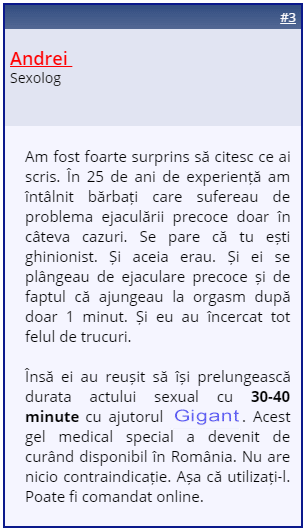 #3
Andrei
Sexolog
Am fost foarte surprins să citesc ce ai
scris. În 25 de ani de experiență am
întâlnit bărbați care sufereau de
problema ejaculării precoce doar în
câteva cazuri. Se pare că tu ești
ghinionist. Și aceia erau. Și ei se
plângeau de ejaculare precoce și de
faptul că ajungeau la orgasm după
doar 1 minut. Și eu au încercat tot
felul de trucuri.
Însă ei au reușit să își prelungească
durata actului sexual cu 30-40
minute cu ajutorul Gigant. Acest
gel medical special a devenit de
curând disponibil în România. Nu are
nicio contraindicație. Așa că utilizați-l.
Poate fi comandat online.